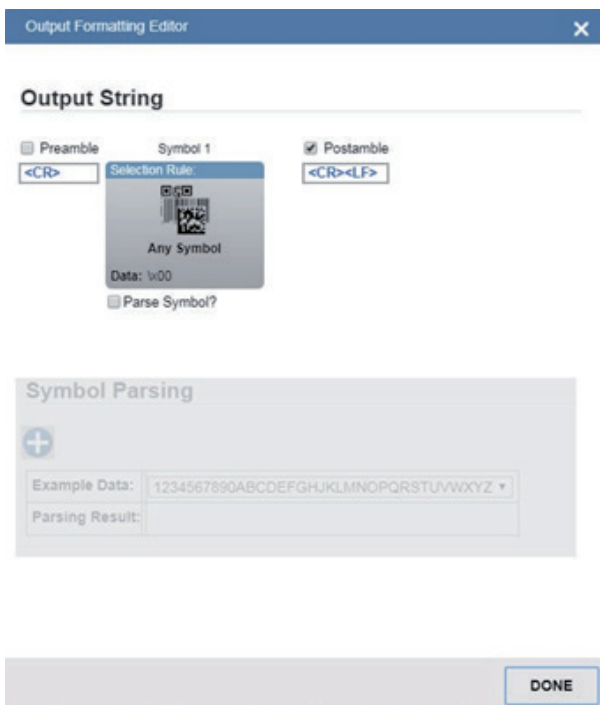 Output Formatting Editor
Output String
Preamble Symbol 1 Postamble
<CR> Selection Rule: <CR><LF>
Any Symbol
Data: \x00
Parse Symbol?
Symbol Parsing
Example Data: 1234567890ABCDEFGHJKLMNOPQRSTUVWXYZ
Parsing Result:
DONE